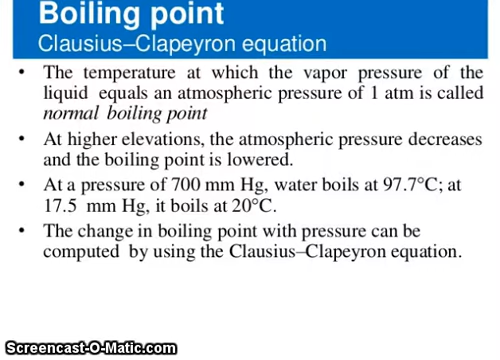 Boiling point
Clausius–Clapeyron equation
• The temperature at which the vapor pressure of the
liquid equals an atmospheric pressure of 1 atm is called
normal boiling point
• At higher elevations, the atmospheric pressure decreases
and the boiling point is lowered.
• At a pressure of 700 mm Hg, water boils at 97.7°C; at
17.5 mm Hg, it boils at 20°C.
• The change in boiling point with pressure can be
computed by using the Clausius–Clapeyron equation.
Screencast-O-Matic.com